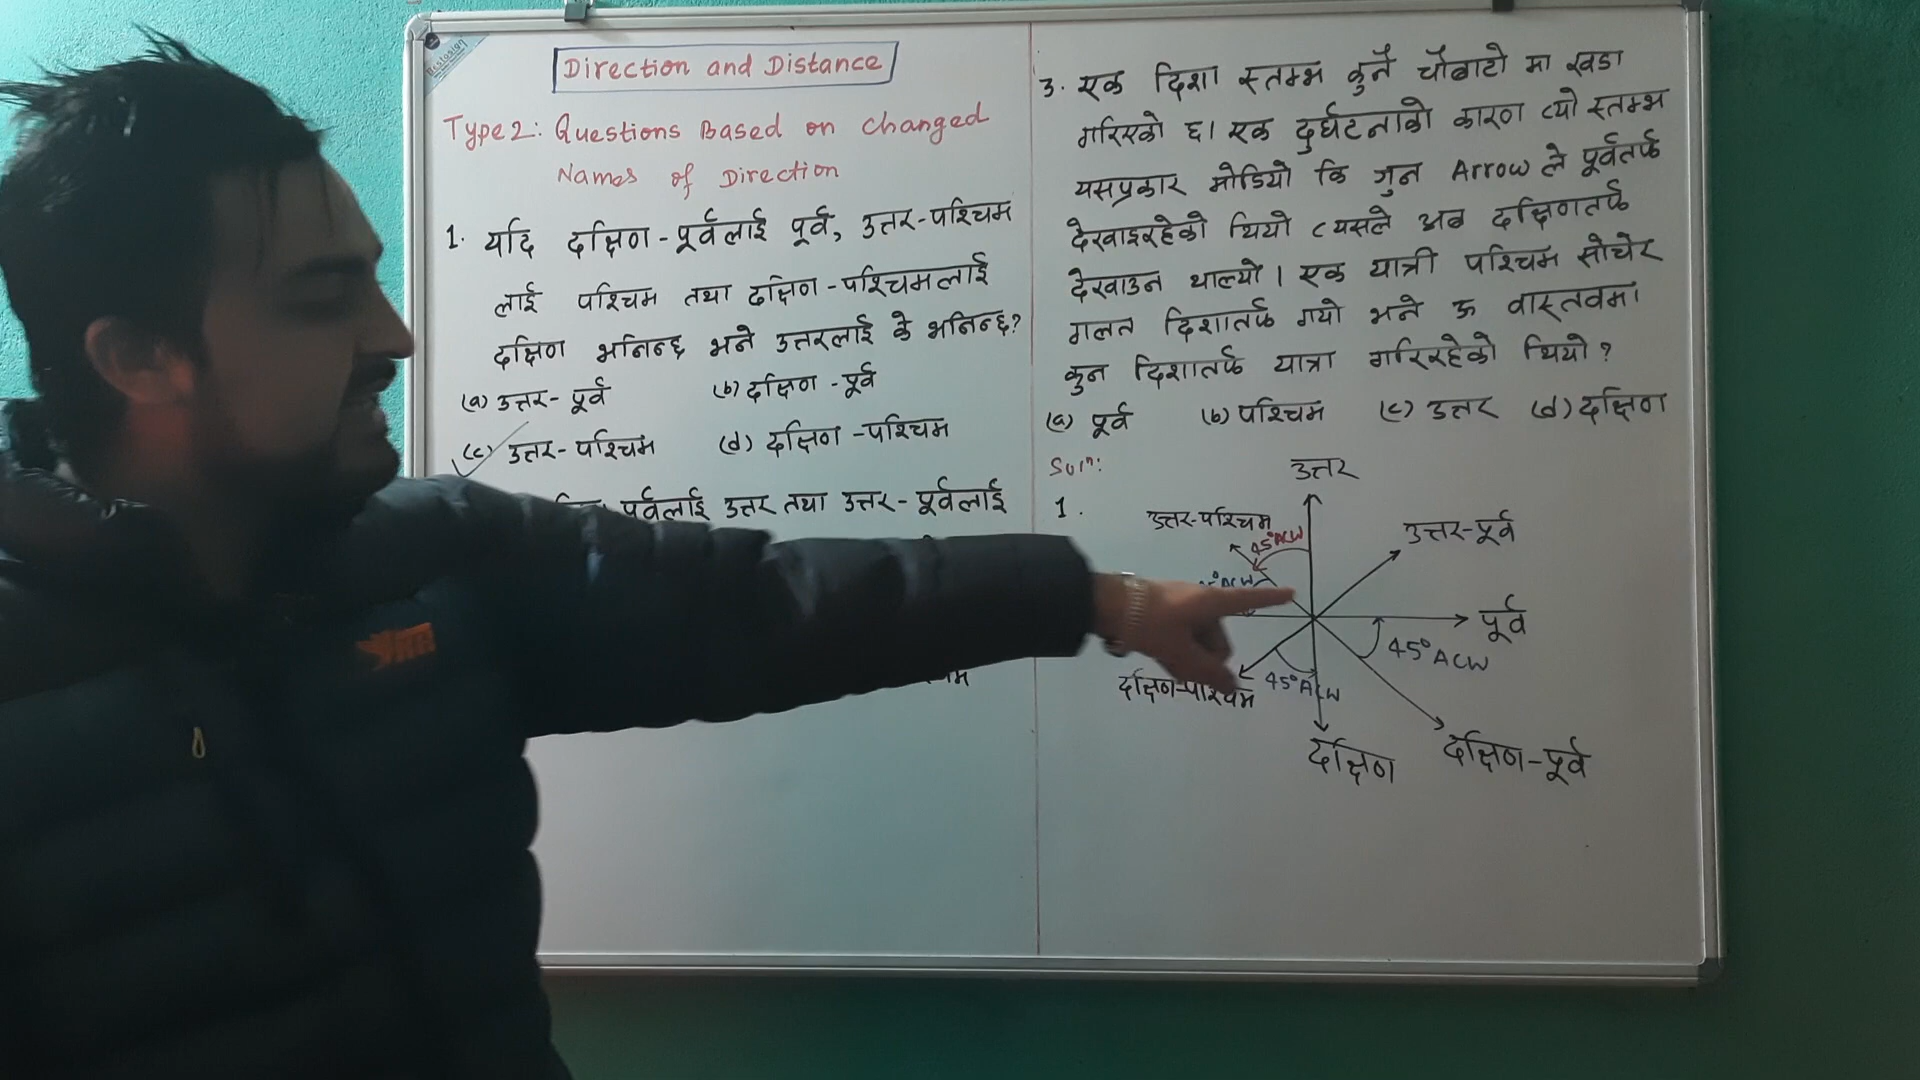 Direction and Distance
Type 2: Questions Based on Changed
Names of Direction
1. यदि दक्षिण-पूर्वलाई पूर्व, उत्तर-पश्चिम
लाई पश्चिम तथा दक्षिण-पश्चिमलाई
दक्षिण भनिन्छ भने उत्तरलाई के भनिन्छ?
(a) उत्तर-पूर्व (b) दक्षिण-पूर्व
(c) उत्तर-पश्चिम (d) दक्षिण-पश्चिम
पूर्वलाई उत्तर तथा उत्तर-पूर्वलाई
3. एक दिशा स्तम्भ कुनै चौबाटो मा खडा
गरिएको छ। एक दुर्घटनाको कारण त्यो स्तम्भ
यसप्रकार मोडियो कि जुन Arrow ले पूर्वतर्फ
देखाइरहेको थियो त्यसले अब दक्षिणतर्फ
देखाउन थाल्यो। एक यात्री पश्चिम सोचेर
गलत दिशातर्फ गयो भने ऊ वास्तवमा
कुन दिशातर्फ यात्रा गरिरहेको थियो?
(a) पूर्व (b) पश्चिम (c) उत्तर (d) दक्षिण
Soln:
1.
उत्तर
उत्तर-पश्चिम
45° ACW
उत्तर-पूर्व
पूर्व
45° ACW
दक्षिण-पश्चिम
45° ACW
दक्षिण
दक्षिण-पूर्व